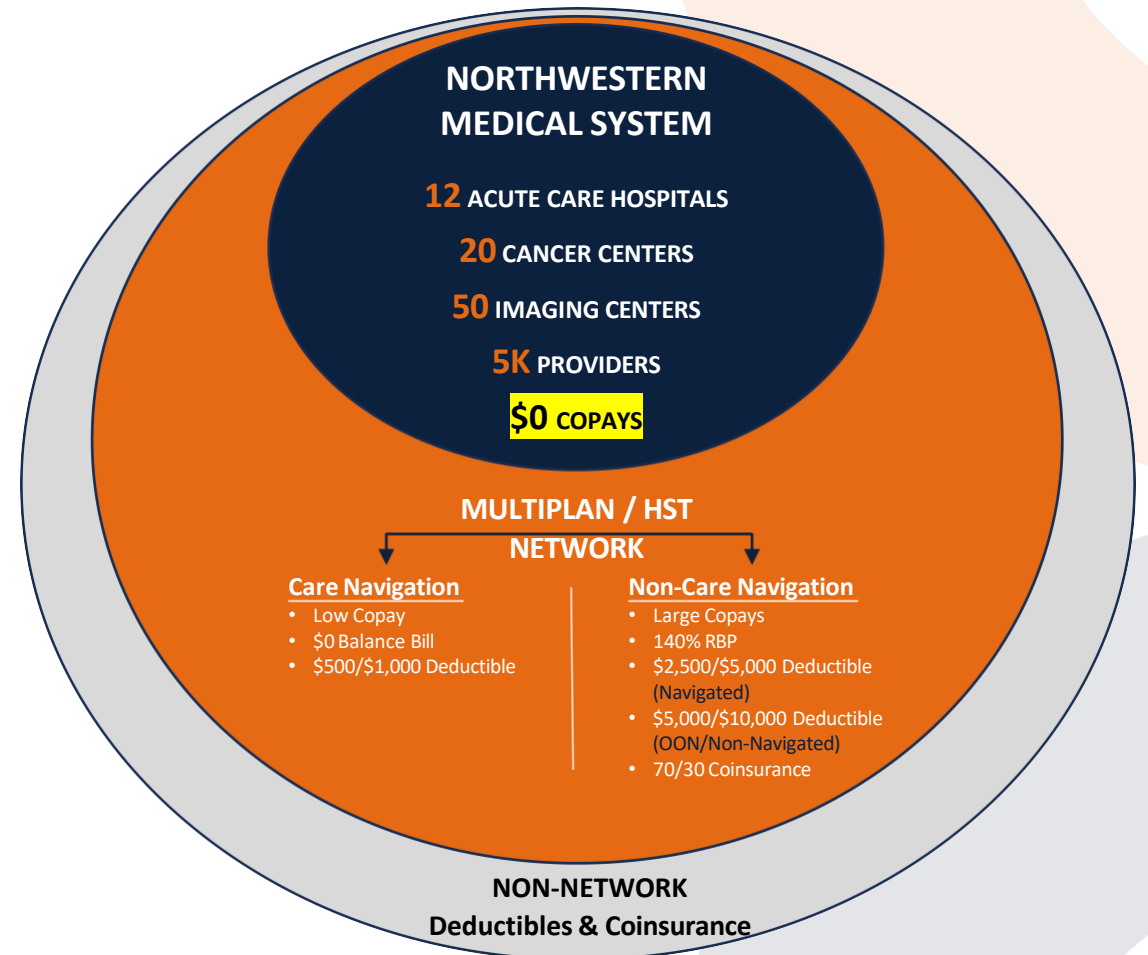 NORTHWESTERN
MEDICAL SYSTEM
12 ACUTE CARE HOSPITALS
20 CANCER CENTERS
50 IMAGING CENTERS
5K PROVIDERS
$0 COPAYS
MULTIPLAN / HST
NETWORK
Care Navigation
• Low Copay
• $0 Balance Bill
• $500/$1,000 Deductible
Non-Care Navigation
• Large Copays
• 140% RBP
• $2,500/$5,000 Deductible
(Navigated)
• $5,000/$10,000 Deductible
(OON/Non-Navigated)
• 70/30 Coinsurance
NON-NETWORK
Deductibles & Coinsurance